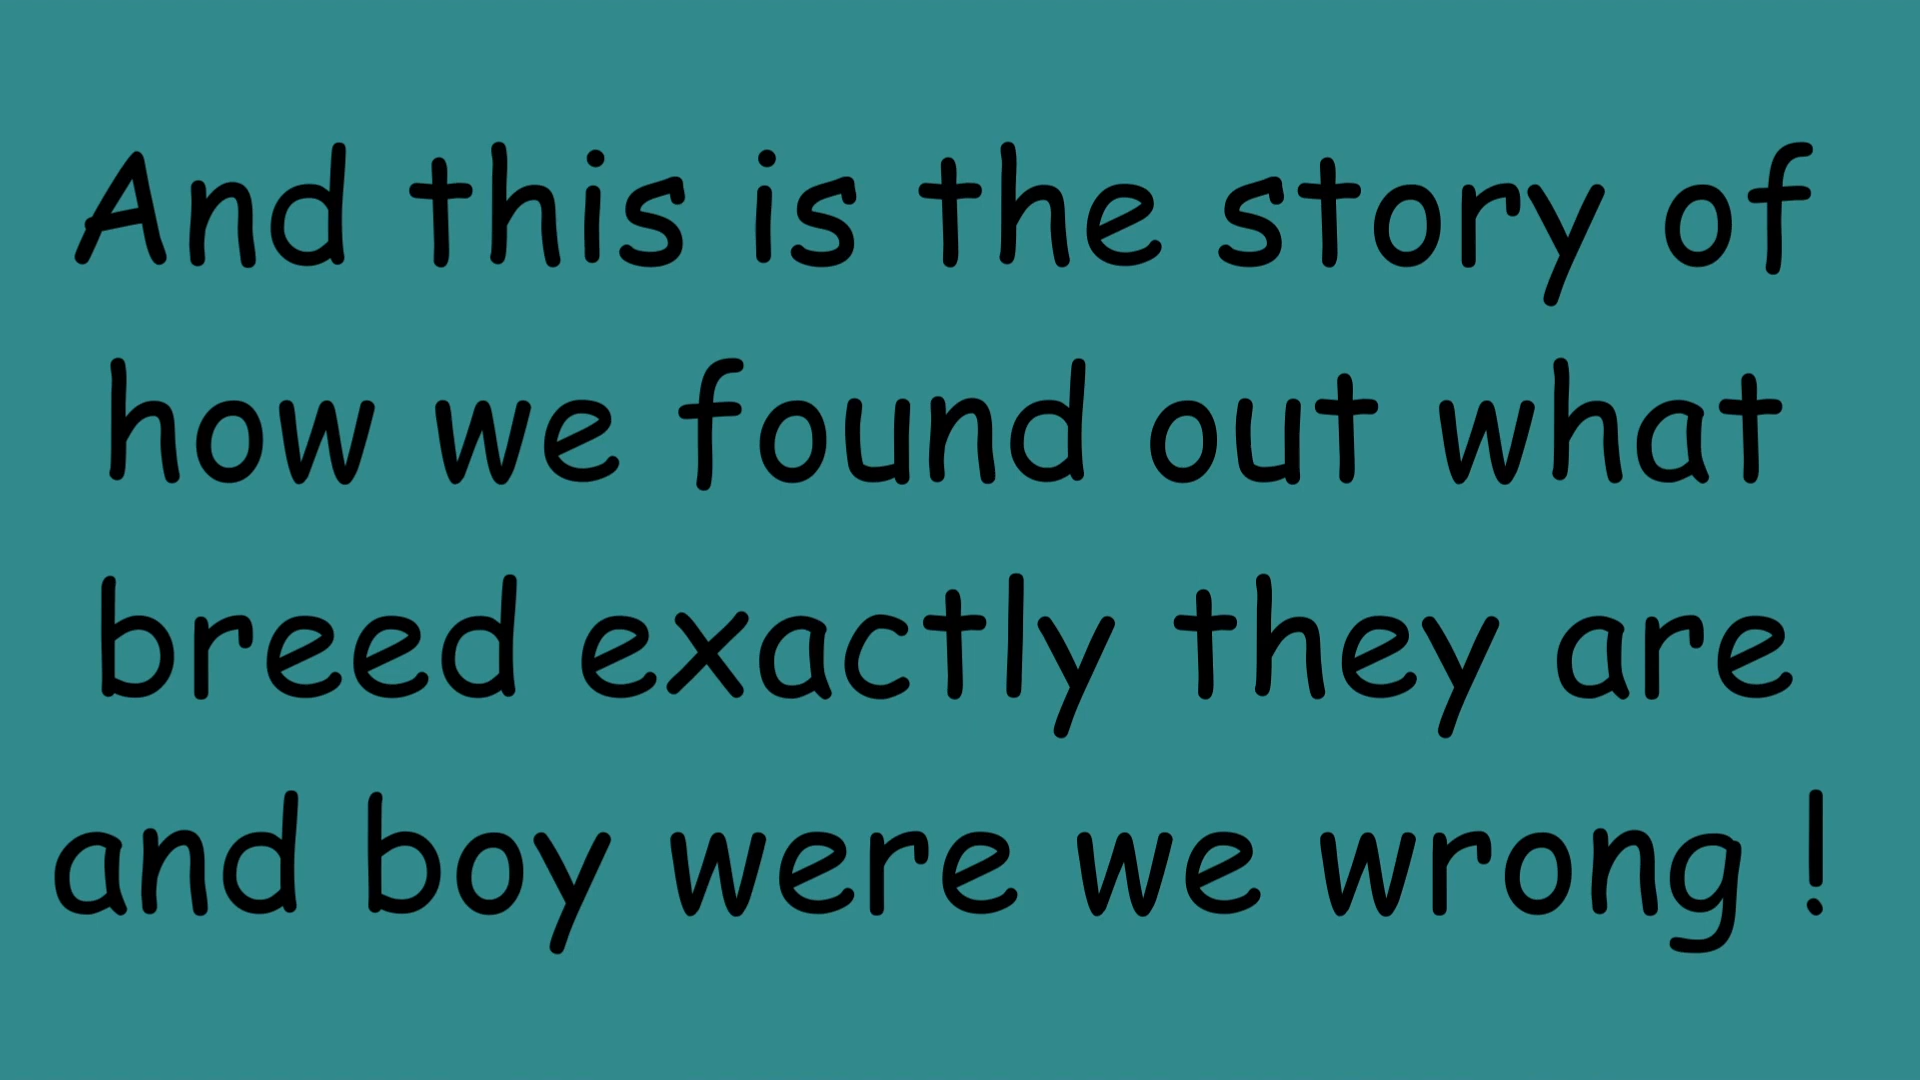 And this is the story of
how we found out what
breed exactly they are
and boy were we wrong !